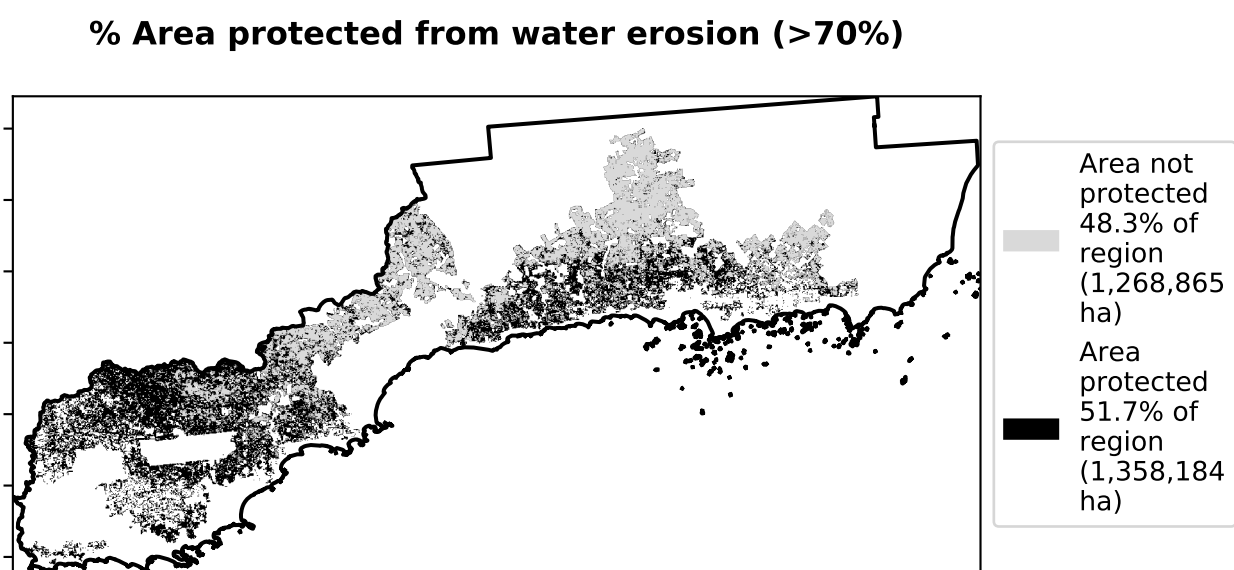 % Area protected from water erosion (>70%)
Area not
protected
48.3% of
region
(1,268,865
ha)
Area
protected
51.7% of
region
(1,358,184
ha)